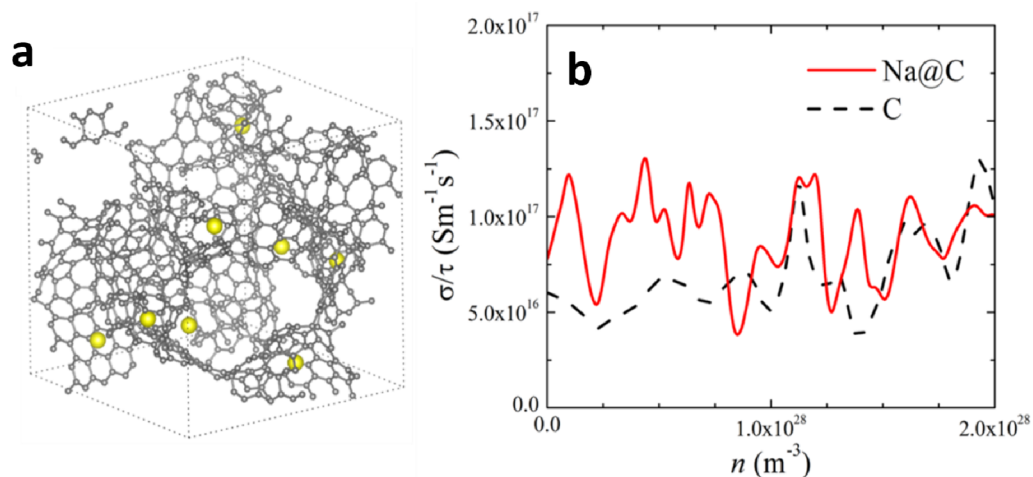 a
b
Na@C
C
2.0x10¹⁷
1.5x10¹⁷
1.0x10¹⁷
5.0x10¹⁶
0.0
σ/τ (Sm⁻¹s⁻¹)
0.0
1.0x10²⁸
2.0x10²⁸
n (m⁻³)